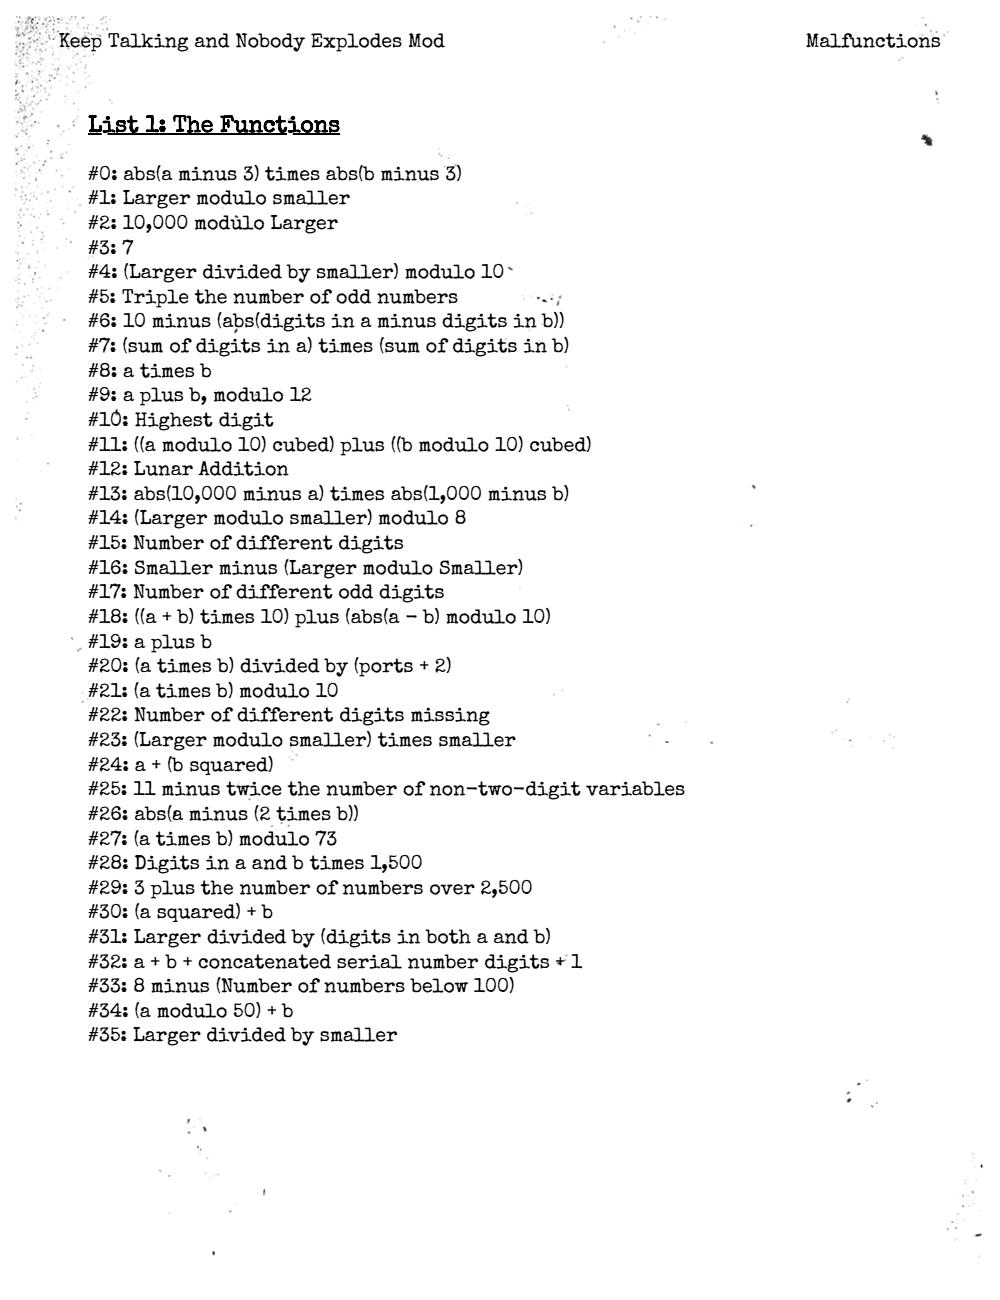 Keep Talking and Nobody Explodes Mod
Malfunctions
List 1: The Functions
#0: abs(a minus 3) times abs(b minus 3)
#1: Larger modulo smaller
#2: 10,000 modulo Larger
#3: 7
#4: (Larger divided by smaller) modulo 10
#5: Triple the number of odd numbers
#6: 10 minus (abs(digits in a minus digits in b))
#7: (sum of digits in a) times (sum of digits in b)
#8: a times b
#9: a plus b, modulo 12
#10: Highest digit
#11: ((a modulo 10) cubed) plus ((b modulo 10) cubed)
#12: Lunar Addition
#13: abs(10,000 minus a) times abs(1,000 minus b)
#14: (Larger modulo smaller) modulo 8
#15: Number of different digits
#16: Smaller minus (Larger modulo Smaller)
#17: Number of different odd digits
#18: ((a + b) times 10) plus (abs(a - b) modulo 10)
#19: a plus b
#20: (a times b) divided by (ports + 2)
#21: (a times b) modulo 10
#22: Number of different digits missing
#23: (Larger modulo smaller) times smaller
#24: a + (b squared)
#25: 11 minus twice the number of non-two-digit variables
#26: abs(a minus (2 times b))
#27: (a times b) modulo 73
#28: Digits in a and b times 1,500
#29: 3 plus the number of numbers over 2,500
#30: (a squared) + b
#31: Larger divided by (digits in both a and b)
#32: a + b + concatenated serial number digits + 1
#33: 8 minus (Number of numbers below 100)
#34: (a modulo 50) + b
#35: Larger divided by smaller